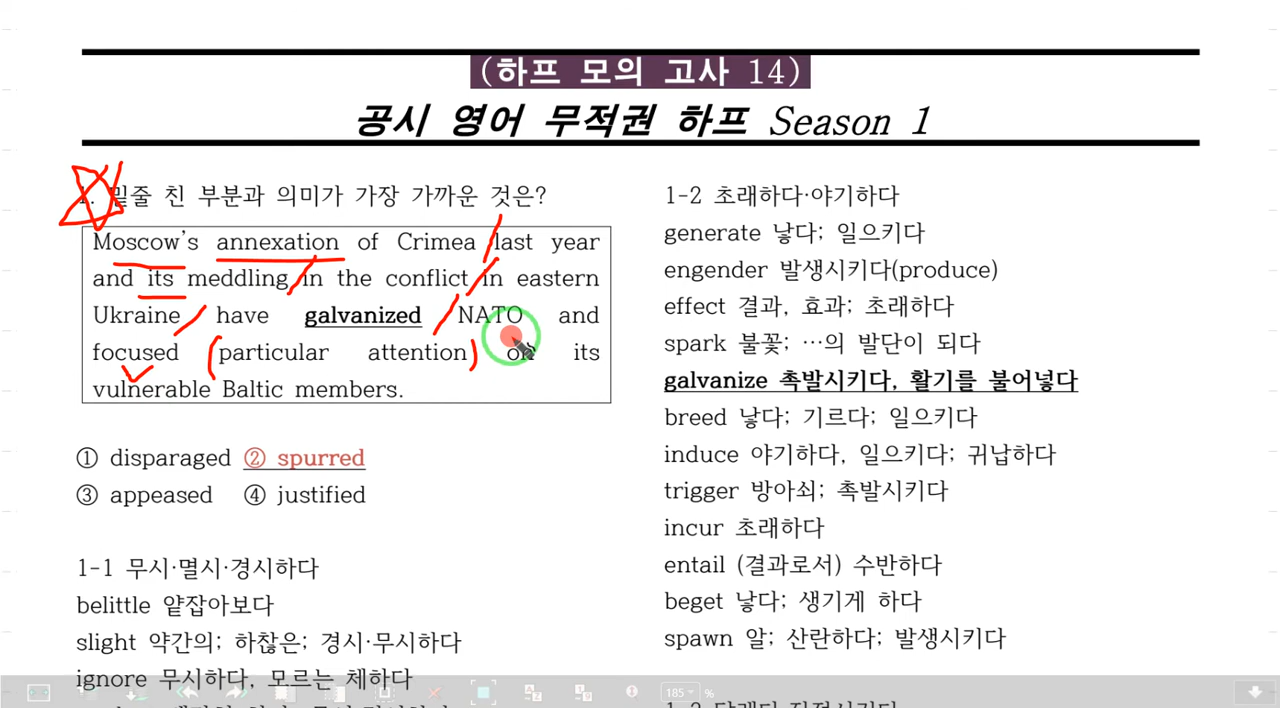 (하프 모의 고사 14)
공시 영어 무적권 하프 Season 1
1. 밑줄 친 부분과 의미가 가장 가까운 것은?
Moscow's annexation of Crimea last year
and its meddling in the conflict in eastern
Ukraine have galvanized NATO and
focused particular attention on its
vulnerable Baltic members.
① disparaged ② spurred
③ appeased ④ justified
1-1 무시·멸시·경시하다
belittle 얕잡아보다
slight 약간의; 하찮은; 경시·무시하다
ignore 무시하다, 모르는 체하다
1-2 초래하다·야기하다
generate 낳다; 일으키다
engender 발생시키다(produce)
effect 결과, 효과; 초래하다
spark 불꽃; …의 발단이 되다
galvanize 촉발시키다, 활기를 불어넣다
breed 낳다; 기르다; 일으키다
induce 야기하다, 일으키다; 귀납하다
trigger 방아쇠; 촉발시키다
incur 초래하다
entail (결과로서) 수반하다
beget 낳다; 생기게 하다
spawn 알; 산란하다; 발생시키다
185 %